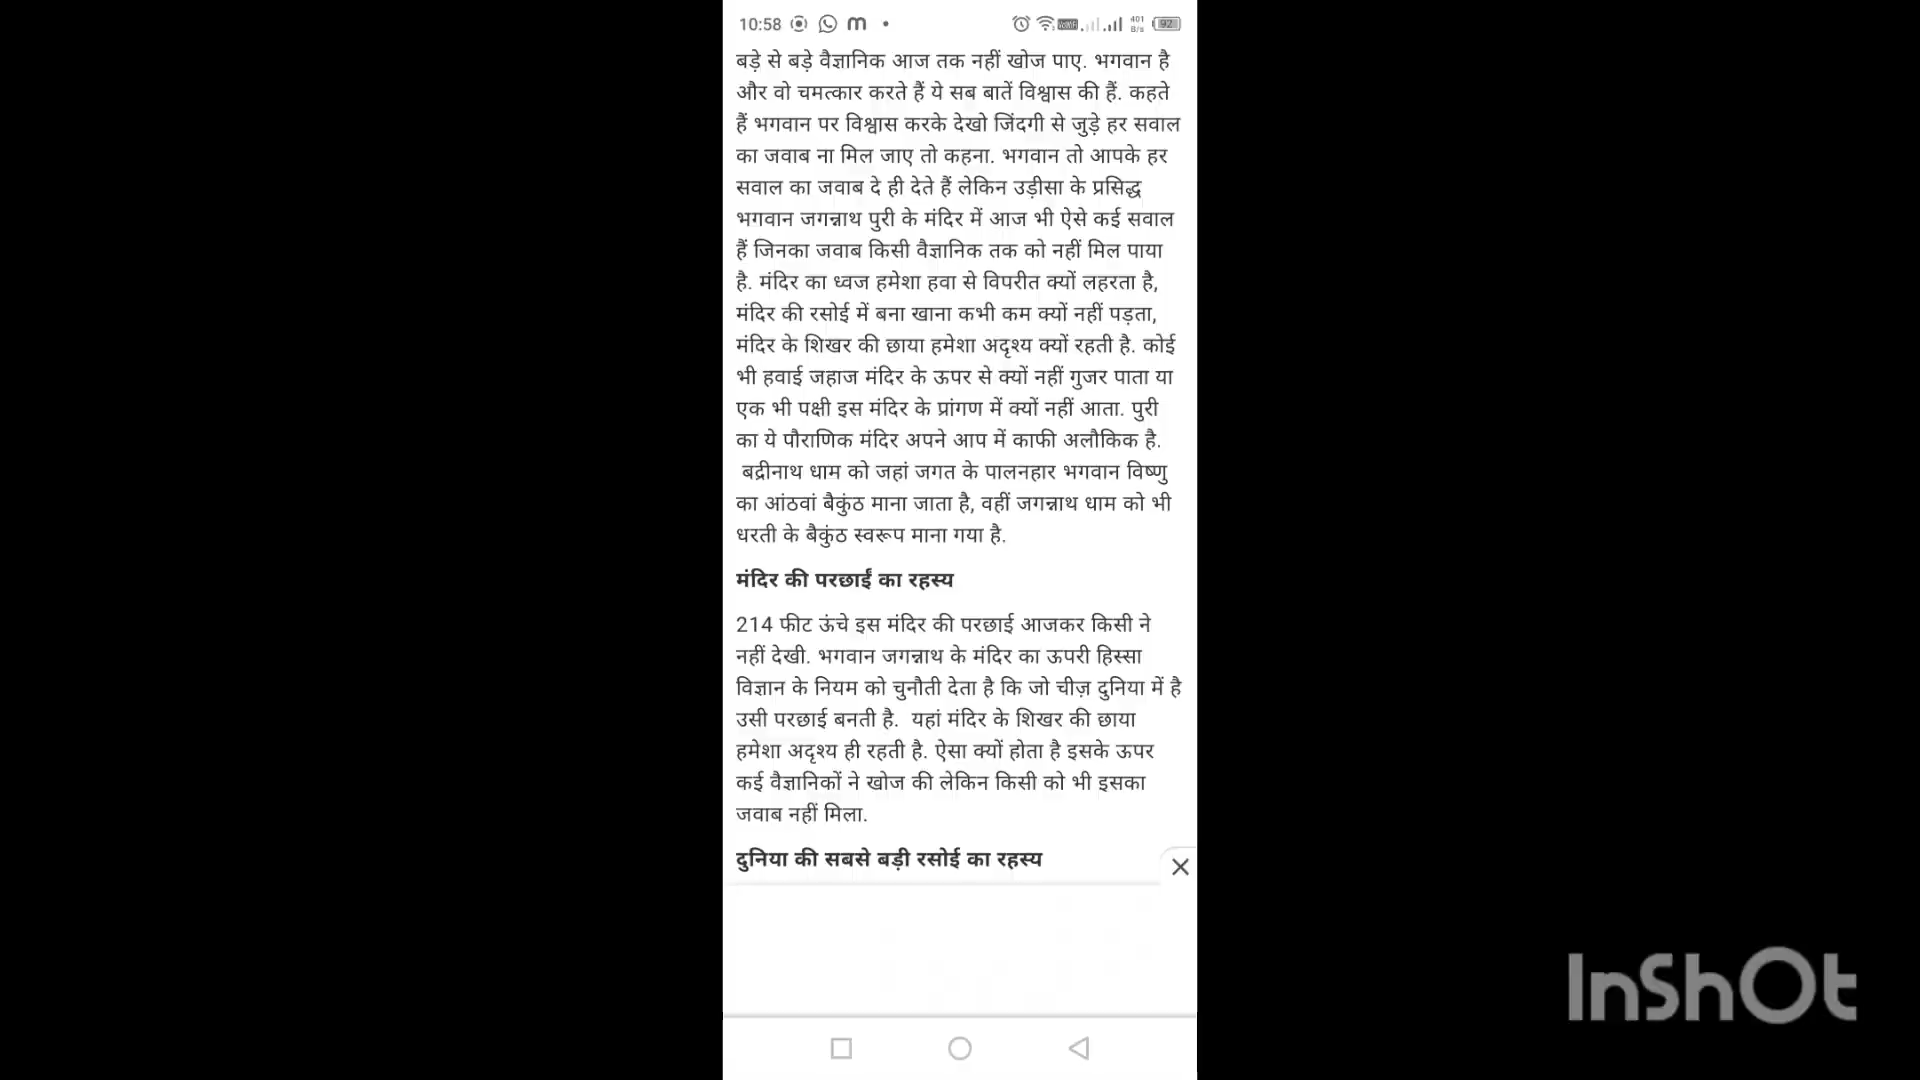 10:58
401
B/s
92
बड़े से बड़े वैज्ञानिक आज तक नहीं खोज पाए. भगवान है
और वो चमत्कार करते हैं ये सब बातें विश्वास की हैं. कहते
हैं भगवान पर विश्वास करके देखो जिंदगी से जुड़े हर सवाल
का जवाब ना मिल जाए तो कहना. भगवान तो आपके हर
सवाल का जवाब दे ही देते हैं लेकिन उड़ीसा के प्रसिद्ध
भगवान जगन्नाथ पुरी के मंदिर में आज भी ऐसे कई सवाल
हैं जिनका जवाब किसी वैज्ञानिक तक को नहीं मिल पाया
है. मंदिर का ध्वज हमेशा हवा से विपरीत क्यों लहरता है,
मंदिर की रसोई में बना खाना कभी कम क्यों नहीं पड़ता,
मंदिर के शिखर की छाया हमेशा अदृश्य क्यों रहती है. कोई
भी हवाई जहाज मंदिर के ऊपर से क्यों नहीं गुजर पाता या
एक भी पक्षी इस मंदिर के प्रांगण में क्यों नहीं आता. पुरी
का ये पौराणिक मंदिर अपने आप में काफी अलौकिक है.
बद्रीनाथ धाम को जहां जगत के पालनहार भगवान विष्णु
का आंठवां बैकुंठ माना जाता है, वहीं जगन्नाथ धाम को भी
धरती के बैकुंठ स्वरूप माना गया है.
मंदिर की परछाईं का रहस्य
214 फीट ऊंचे इस मंदिर की परछाई आजकर किसी ने
नहीं देखी. भगवान जगन्नाथ के मंदिर का ऊपरी हिस्सा
विज्ञान के नियम को चुनौती देता है कि जो चीज़ दुनिया में है
उसी परछाई बनती है. यहां मंदिर के शिखर की छाया
हमेशा अदृश्य ही रहती है. ऐसा क्यों होता है इसके ऊपर
कई वैज्ञानिकों ने खोज की लेकिन किसी को भी इसका
जवाब नहीं मिला.
दुनिया की सबसे बड़ी रसोई का रहस्य
InShOt